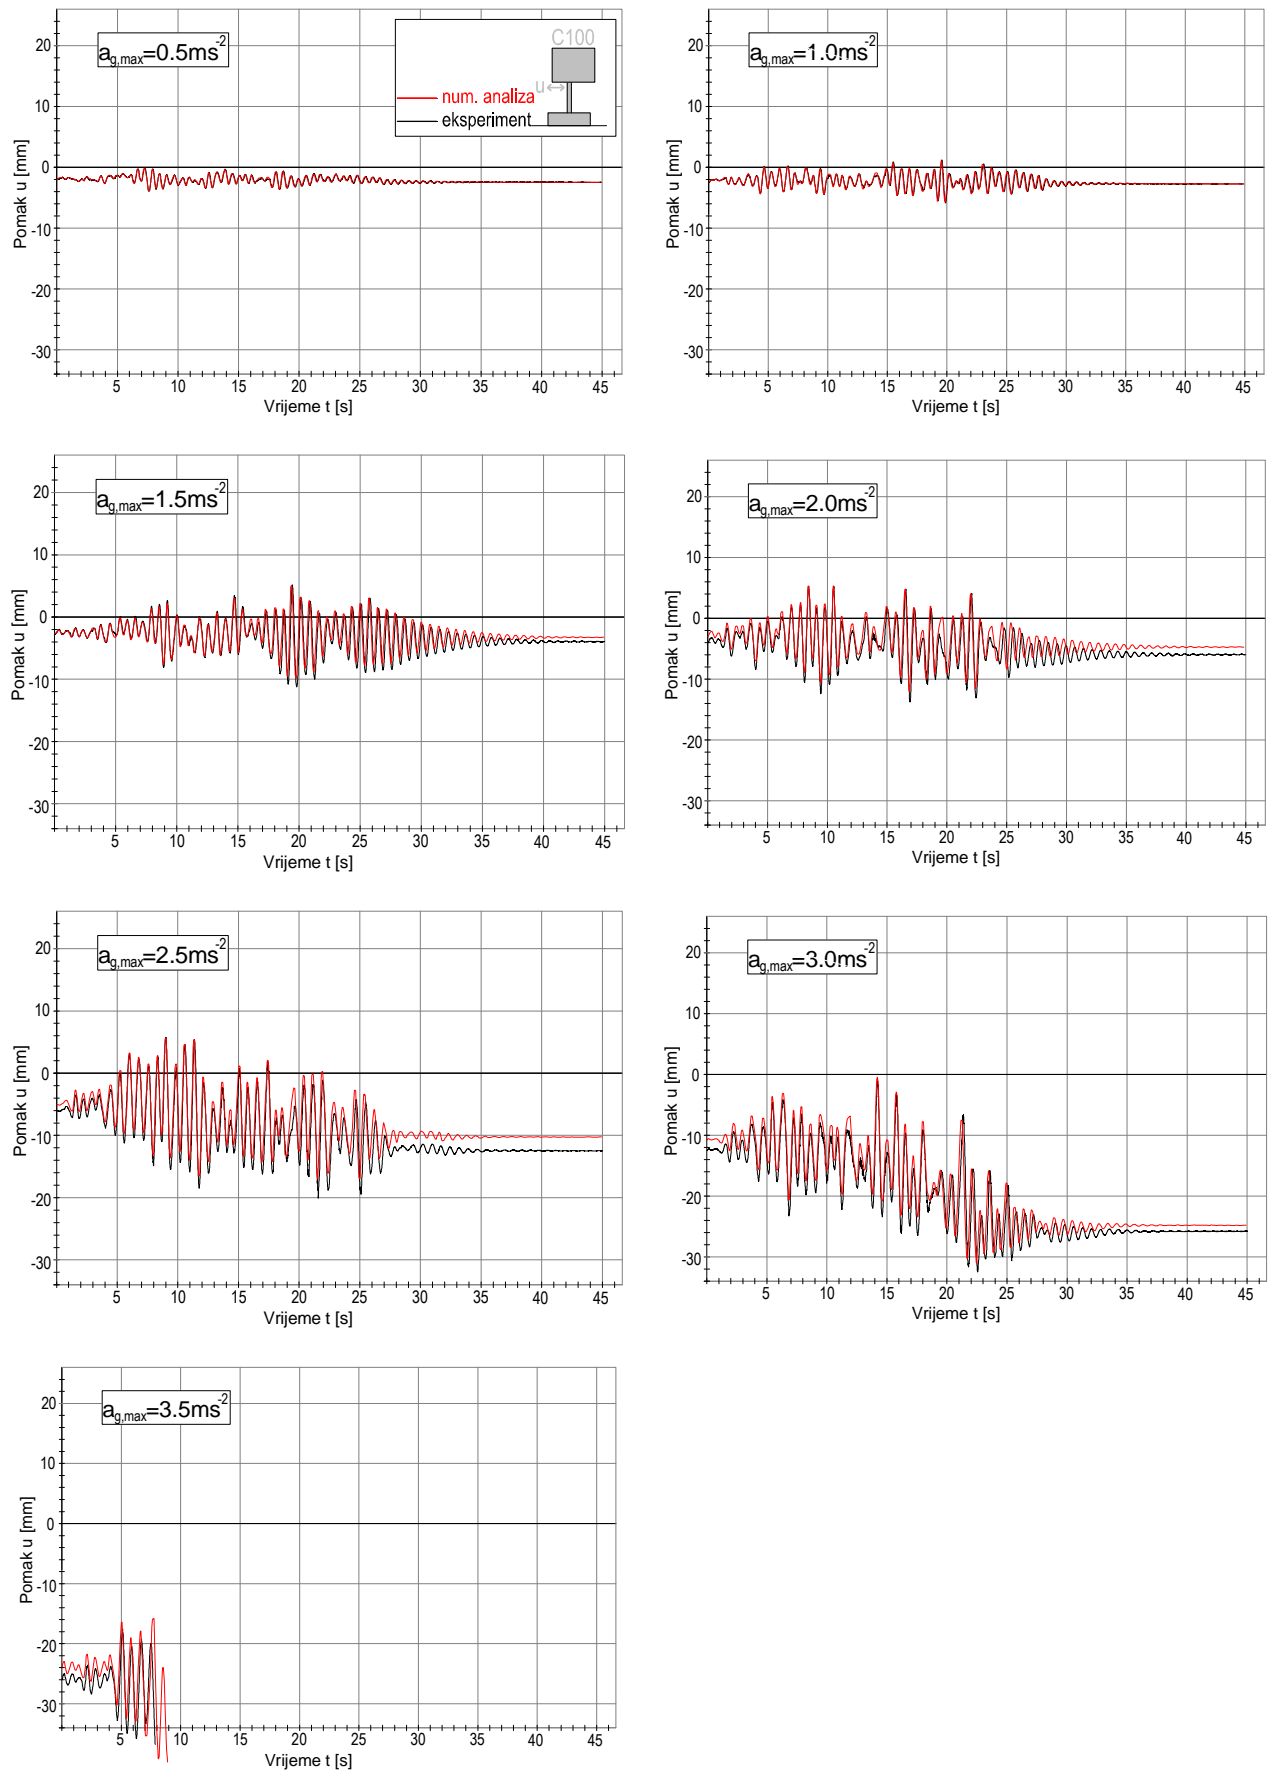 a_g,max=0.5ms^-2
C100
u
num. analiza
eksperiment
20
10
0
-10
-20
-30
Pomak u [mm]
5 10 15 20 25 30 35 40 45
Vrijeme t [s]
a_g,max=1.0ms^-2
20
10
0
-10
-20
-30
Pomak u [mm]
5 10 15 20 25 30 35 40 45
Vrijeme t [s]
a_g,max=1.5ms^-2
20
10
0
-10
-20
-30
Pomak u [mm]
5 10 15 20 25 30 35 40 45
Vrijeme t [s]
a_g,max=2.0ms^-2
20
10
0
-10
-20
-30
Pomak u [mm]
5 10 15 20 25 30 35 40 45
Vrijeme t [s]
a_g,max=2.5ms^-2
20
10
0
-10
-20
-30
Pomak u [mm]
5 10 15 20 25 30 35 40 45
Vrijeme t [s]
a_g,max=3.0ms^-2
20
10
0
-10
-20
-30
Pomak u [mm]
5 10 15 20 25 30 35 40 45
Vrijeme t [s]
a_g,max=3.5ms^-2
20
10
0
-10
-20
-30
Pomak u [mm]
5 10 15 20 25 30 35 40 45
Vrijeme t [s]